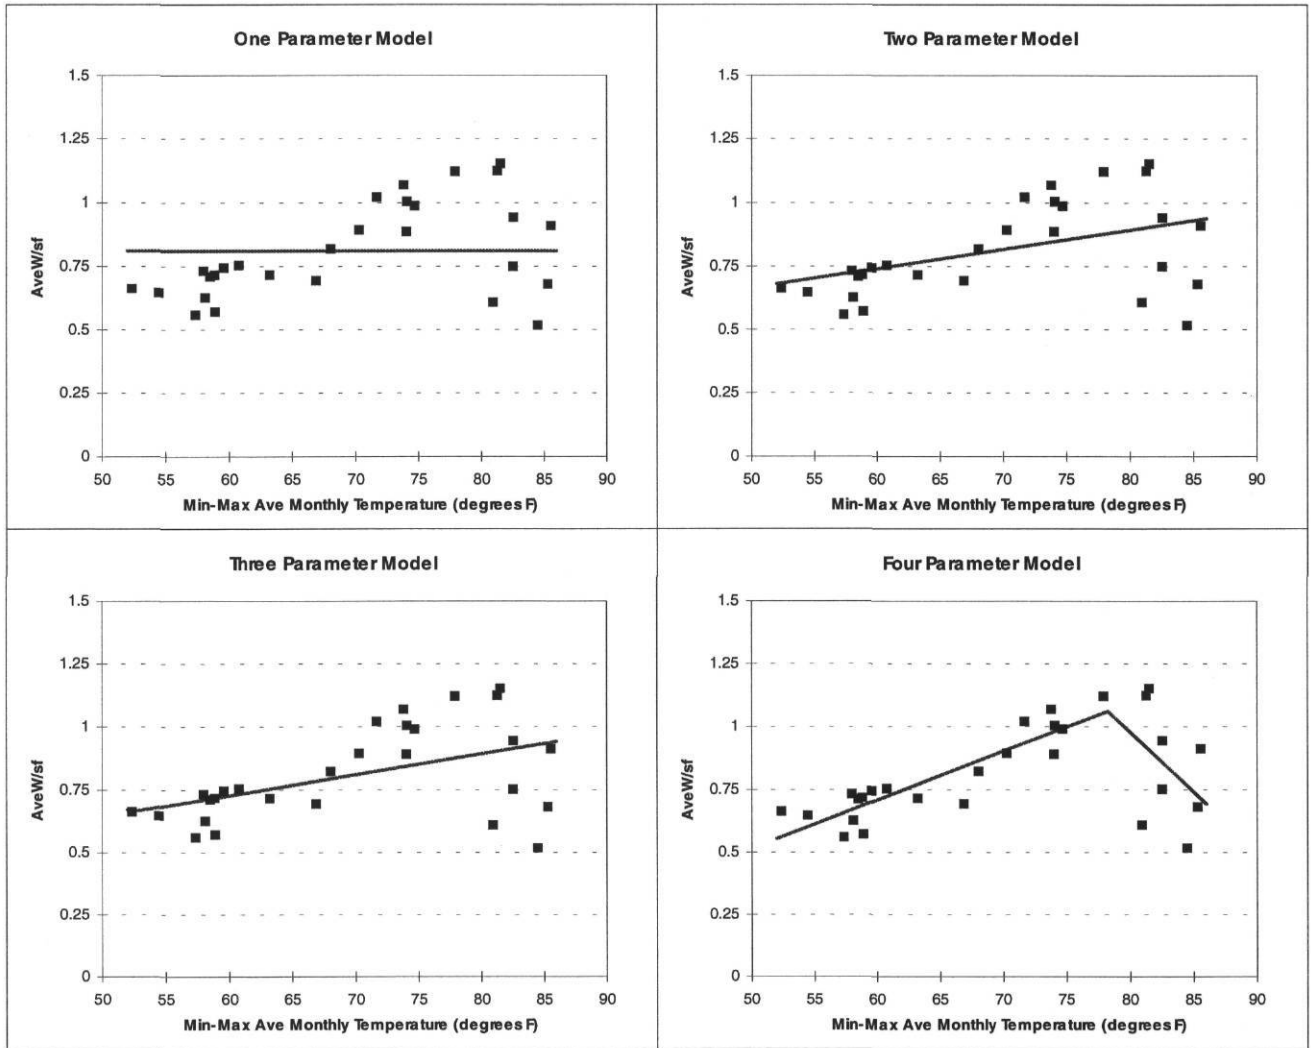 One Parameter Model
1.5
1.25
1
0.75
0.5
0.25
0
AveW/sf
50 55 60 65 70 75 80 85 90
Min-Max Ave Monthly Temperature (degrees F)
Two Parameter Model
1.5
1.25
1
0.75
0.5
0.25
0
AveW/sf
50 55 60 65 70 75 80 85 90
Min-Max Ave Monthly Temperature (degrees F)
Three Parameter Model
1.5
1.25
1
0.75
0.5
0.25
0
AveW/sf
50 55 60 65 70 75 80 85 90
Min-Max Ave Monthly Temperature (degrees F)
Four Parameter Model
1.5
1.25
1
0.75
0.5
0.25
0
AveW/sf
50 55 60 65 70 75 80 85 90
Min-Max Ave Monthly Temperature (degrees F)